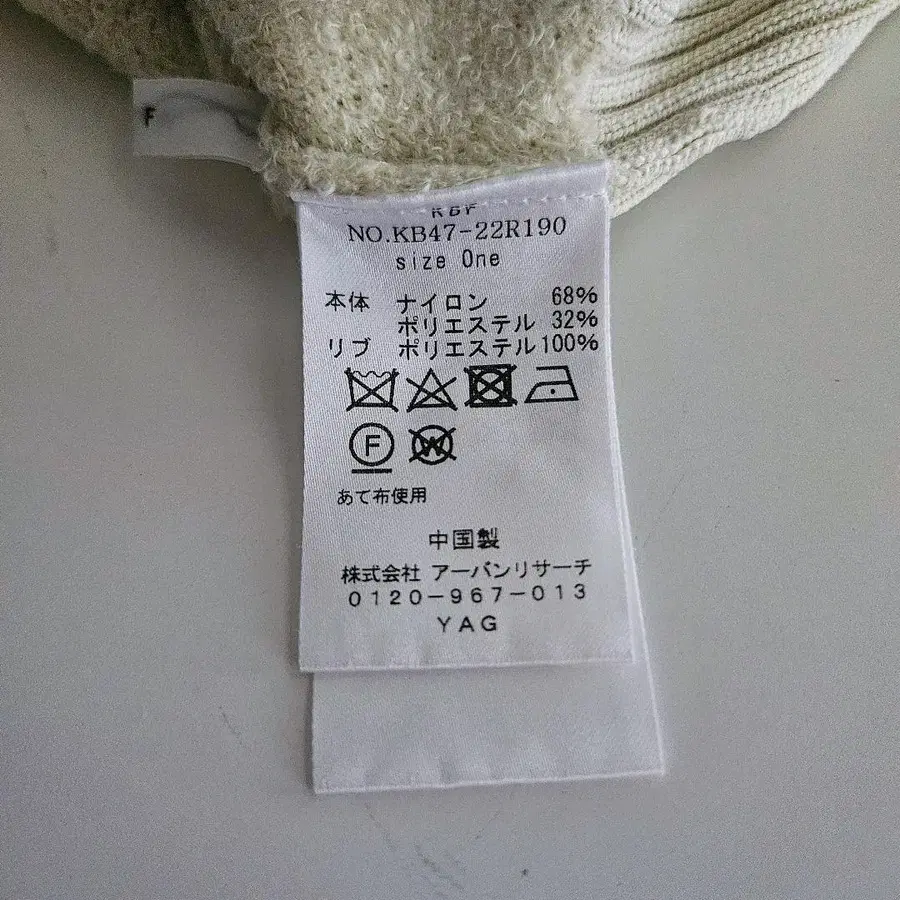 F
KBF
NO.KB47-22R190
size One
本体 ナイロン 68%
ポリエステル 32%
リブ ポリエステル 100%
F
W
あて布使用
中国製
株式会社 アーバンリサーチ
0120-967-013
YAG